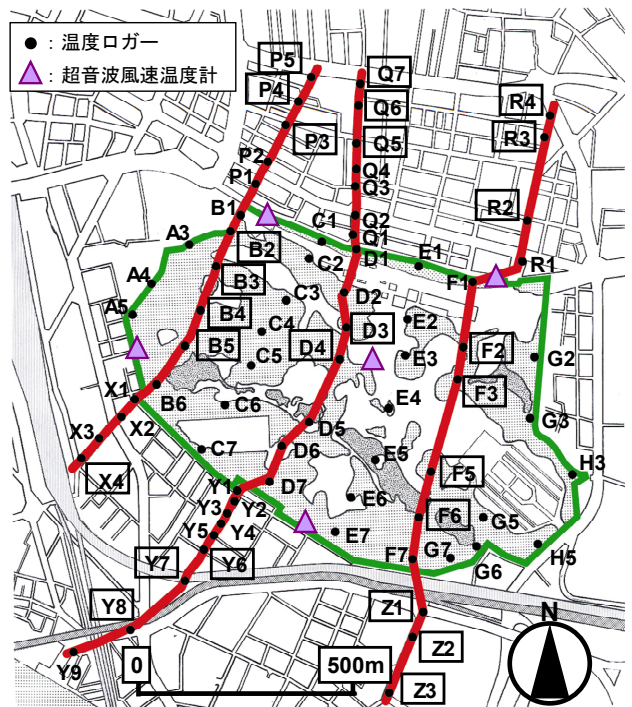 ● : 温度ロガー
▲ : 超音波風速温度計
P5
P4
P3
P2
P1
Q7
Q6
Q5
Q4
Q3
Q2
Q1
R4
R3
R2
R1
B1
B2
B3
B4
B5
B6
A3
A4
A5
C1
C2
C3
C4
C5
C6
C7
D1
D2
D3
D4
D5
D6
D7
E1
E2
E3
E4
E5
E6
E7
F1
F2
F3
F5
F6
F7
G2
G3
G5
G6
G7
H3
H5
X1
X2
X3
X4
Y1
Y2
Y3
Y4
Y5
Y6
Y7
Y8
Y9
Z1
Z2
Z3
0
500m
N